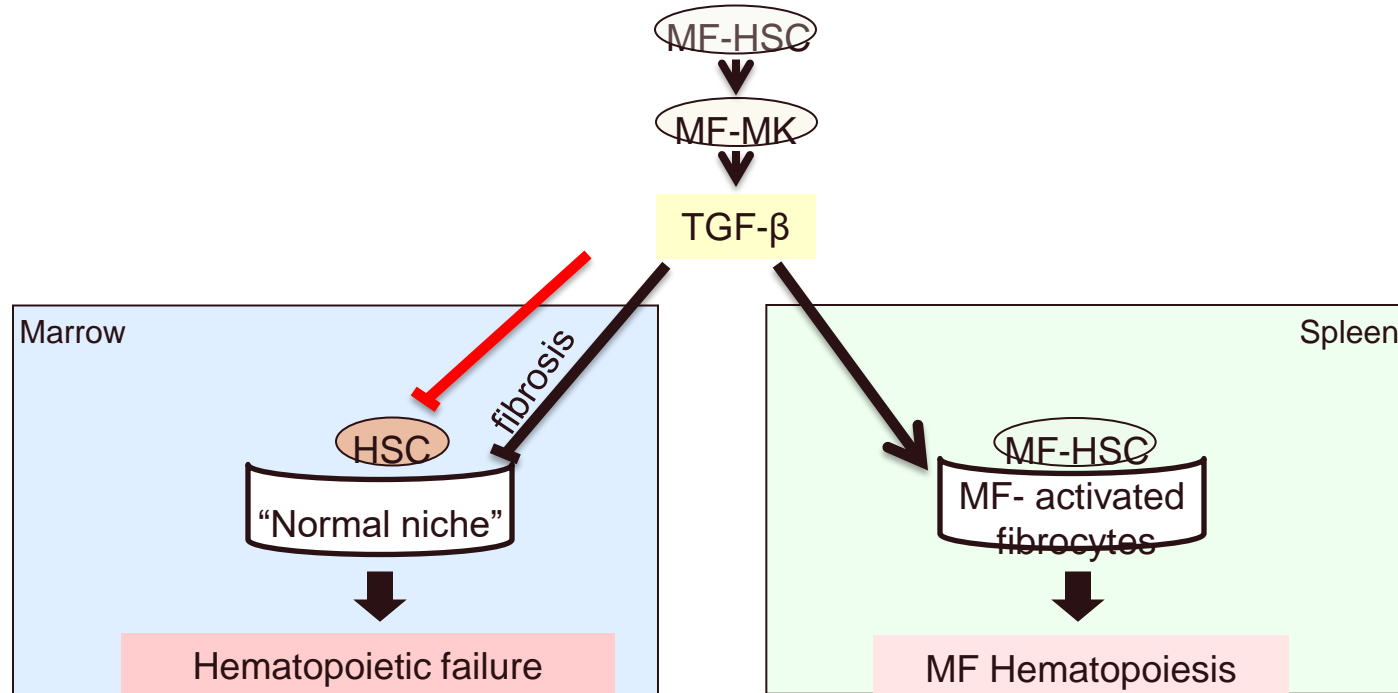 MF-HSC
MF-MK
TGF-β
Marrow
Spleen
fibrosis
HSC
“Normal niche”
MF-HSC
MF- activated
fibrocytes
Hematopoietic failure
MF Hematopoiesis